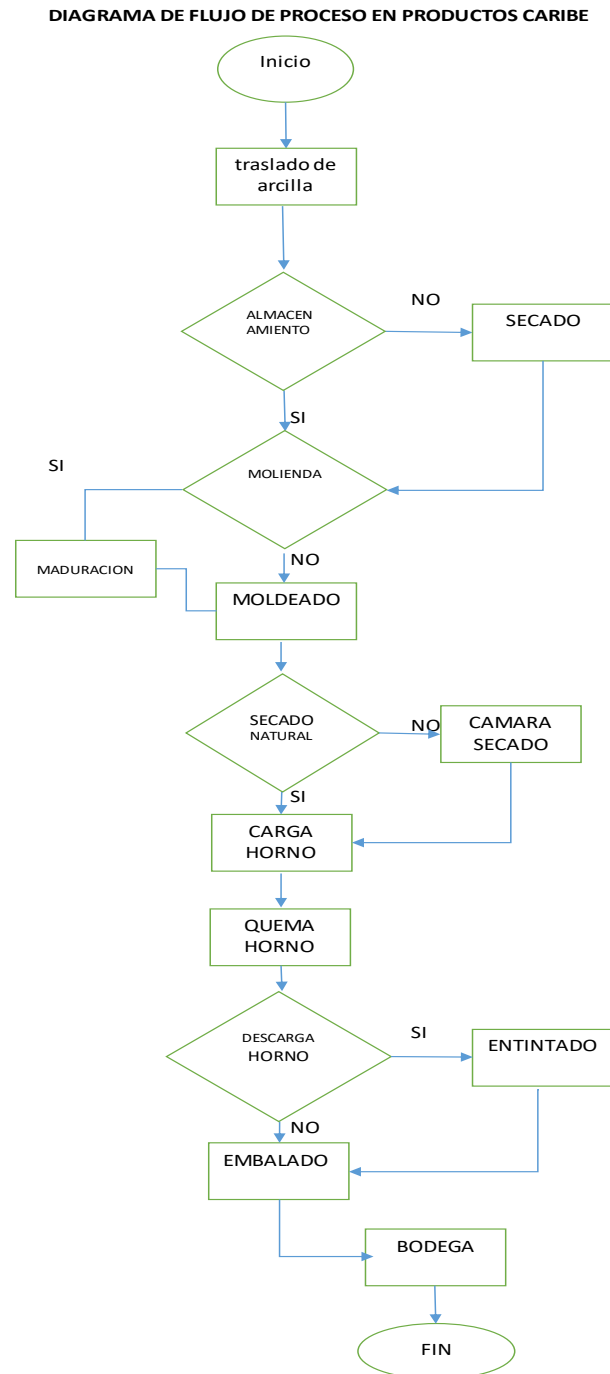 DIAGRAMA DE FLUJO DE PROCESO EN PRODUCTOS CARIBE
Inicio
traslado de
arcilla
ALMACEN
AMIENTO
NO
SECADO
SI
MOLIENDA
SI
MADURACION
NO
MOLDEADO
SECADO
NATURAL
NO
CAMARA
SECADO
SI
CARGA
HORNO
QUEMA
HORNO
DESCARGA
HORNO
SI
ENTINTADO
NO
EMBALADO
BODEGA
FIN